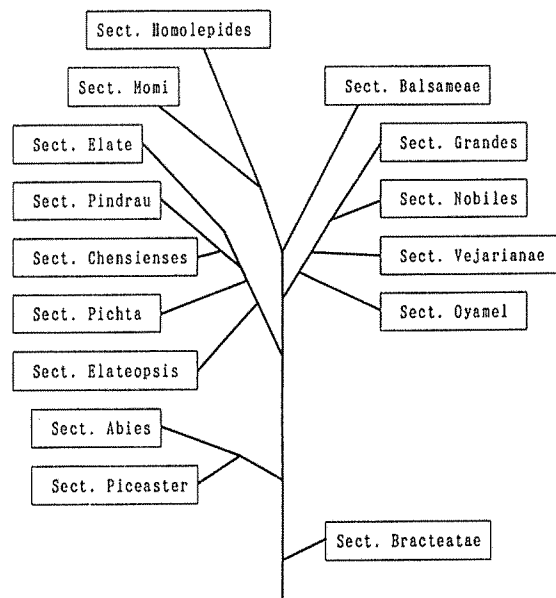 Sect. Homolepides
Sect. Momi
Sect. Balsameae
Sect. Elate
Sect. Grandes
Sect. Pindrau
Sect. Nobiles
Sect. Chensienses
Sect. Vejarianae
Sect. Pichta
Sect. Oyamel
Sect. Elateopsis
Sect. Abies
Sect. Piceaster
Sect. Bracteatae